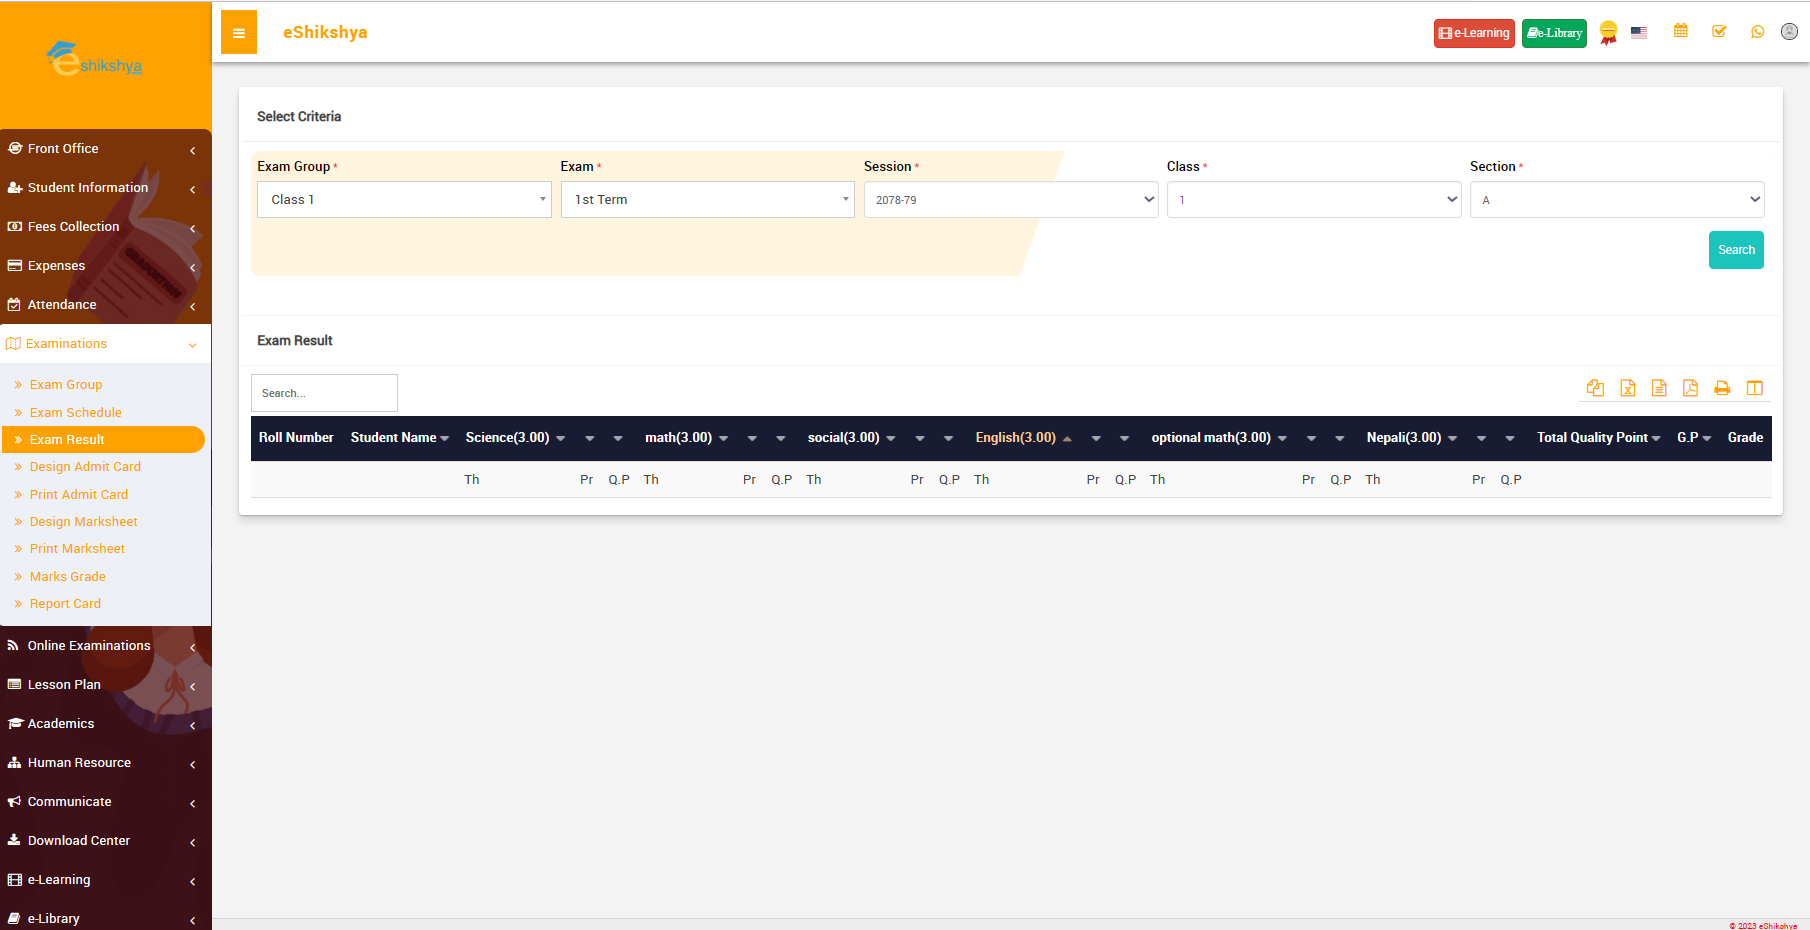 eshikshya
eShikshya
e-Learning
e-Library
Front Office
Student Information
Fees Collection
Expenses
GRADUATION
Attendance
Examinations
Exam Group
Exam Schedule
Exam Result
Design Admit Card
Print Admit Card
Design Marksheet
Print Marksheet
Marks Grade
Report Card
Online Examinations
Lesson Plan
Academics
Human Resource
Communicate
Download Center
e-Learning
e-Library
Select Criteria
Exam Group * Exam * Session * Class * Section *
Class 1 1st Term 2078-79 1 A
Search
Exam Result
Search...
Roll Number Student Name Science(3.00) math(3.00) social(3.00) English(3.00) optional math(3.00) Nepali(3.00) Total Quality Point G.P Grade
Th Pr Q.P Th Pr Q.P Th Pr Q.P Th Pr Q.P Th Pr Q.P Th Pr Q.P
© 2023 eShikshya